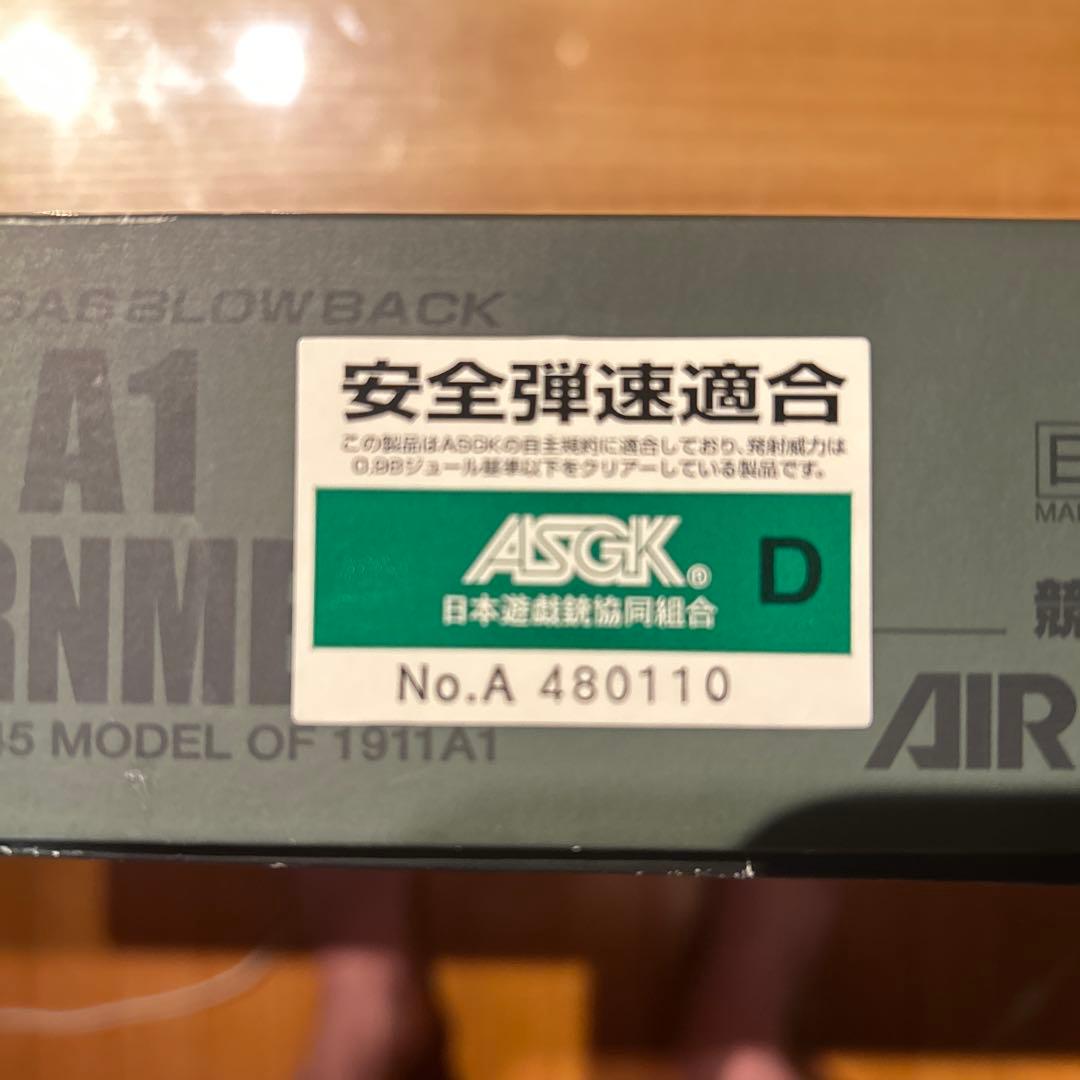 GAS BLOWBACK
A1
RNME
45 MODEL OF 1911A1
安全弾速適合
この製品はASGKの自主規約に適合しており、発射威力は
0.98ジュール基準以下をクリアーしている製品です。
ASGK®
D
日本遊戯銃協同組合
No.A 480110
日
MA
競
AIR